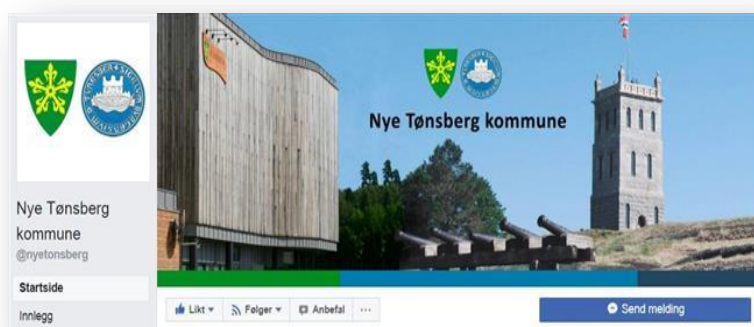 Nye Tønsberg kommune
Nye Tønsberg
kommune
@nyetonsberg
Startside
Innlegg
Likt
Følger
Anbefal
...
Send melding